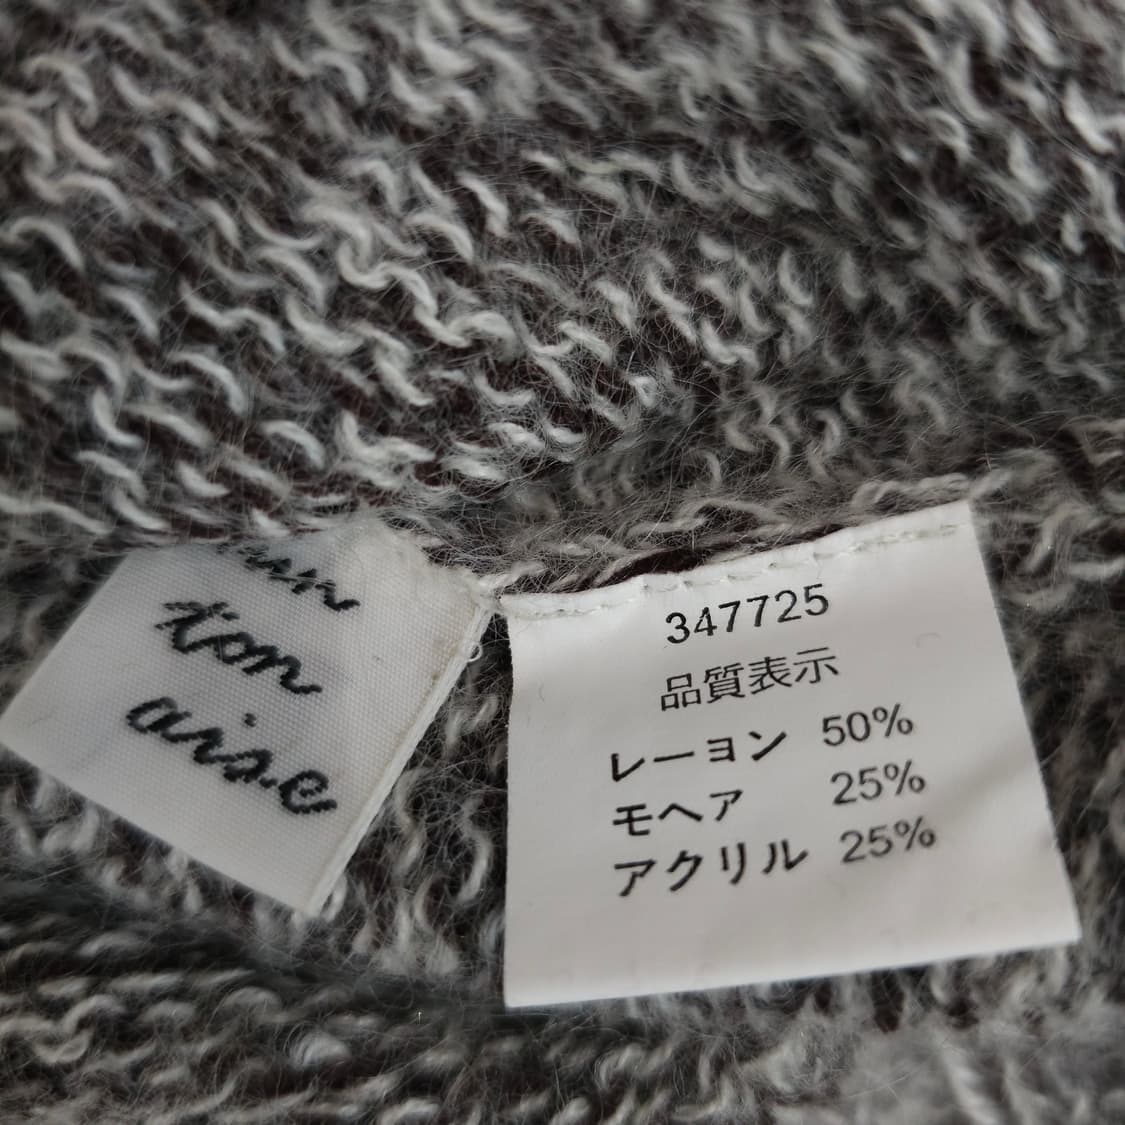 ton
aise
347725
品質表示
レーヨン 50%
モヘア 25%
アクリル 25%